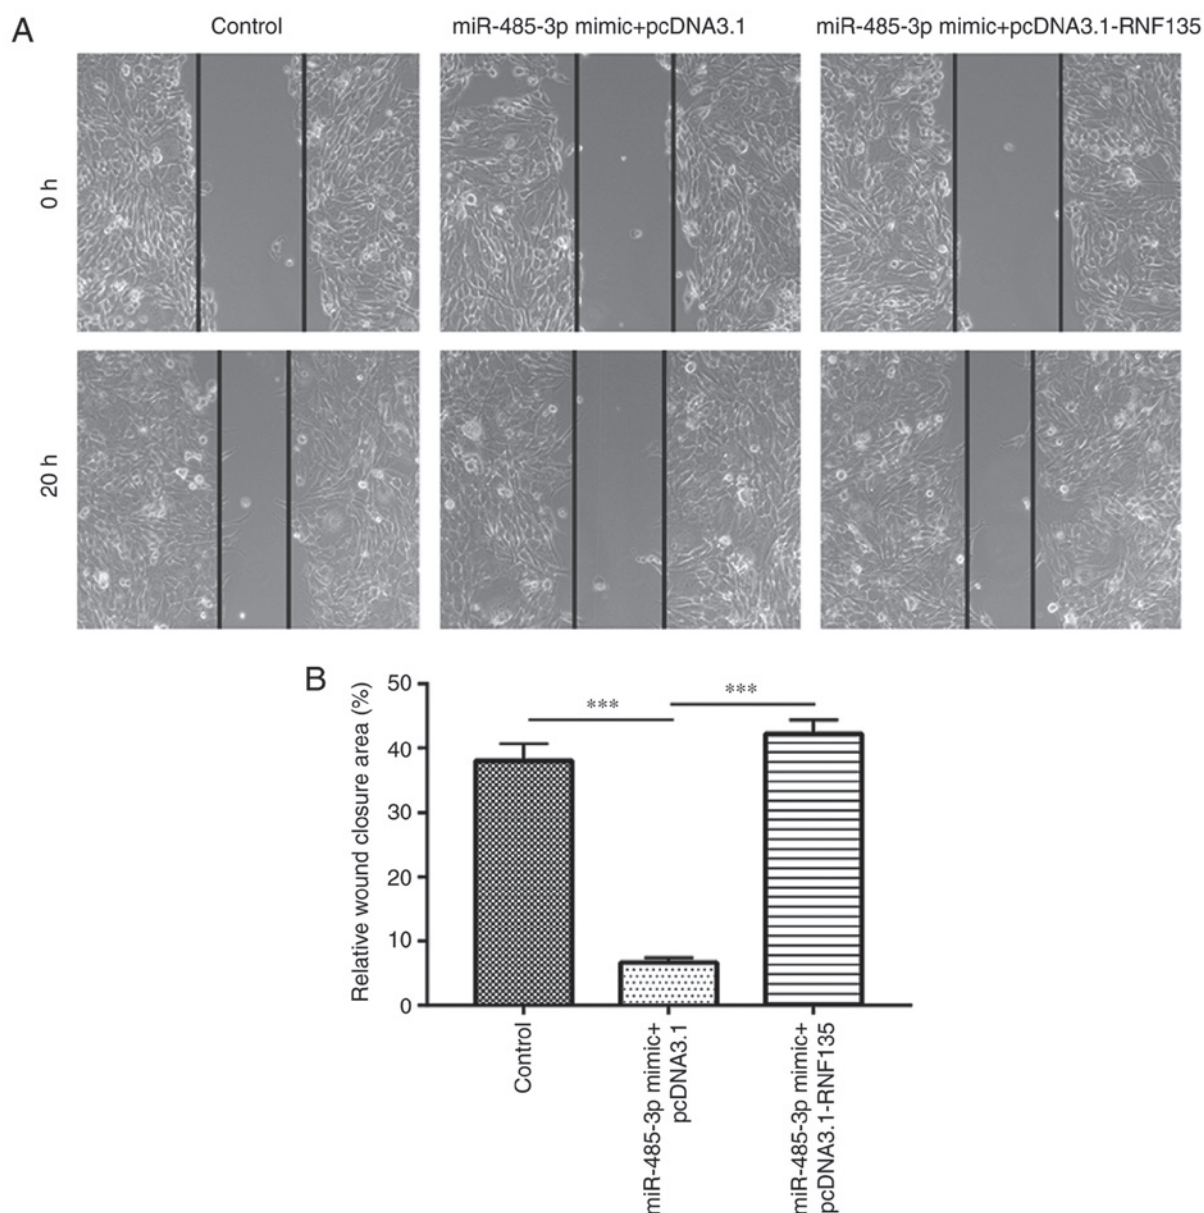 A
Control
miR-485-3p mimic+pcDNA3.1
miR-485-3p mimic+pcDNA3.1-RNF135
0 h
20 h
B
Relative wound closure area (%)
50
40
30
20
10
0
***
***
Control
miR-485-3p mimic+
pcDNA3.1
miR-485-3p mimic+
pcDNA3.1-RNF135